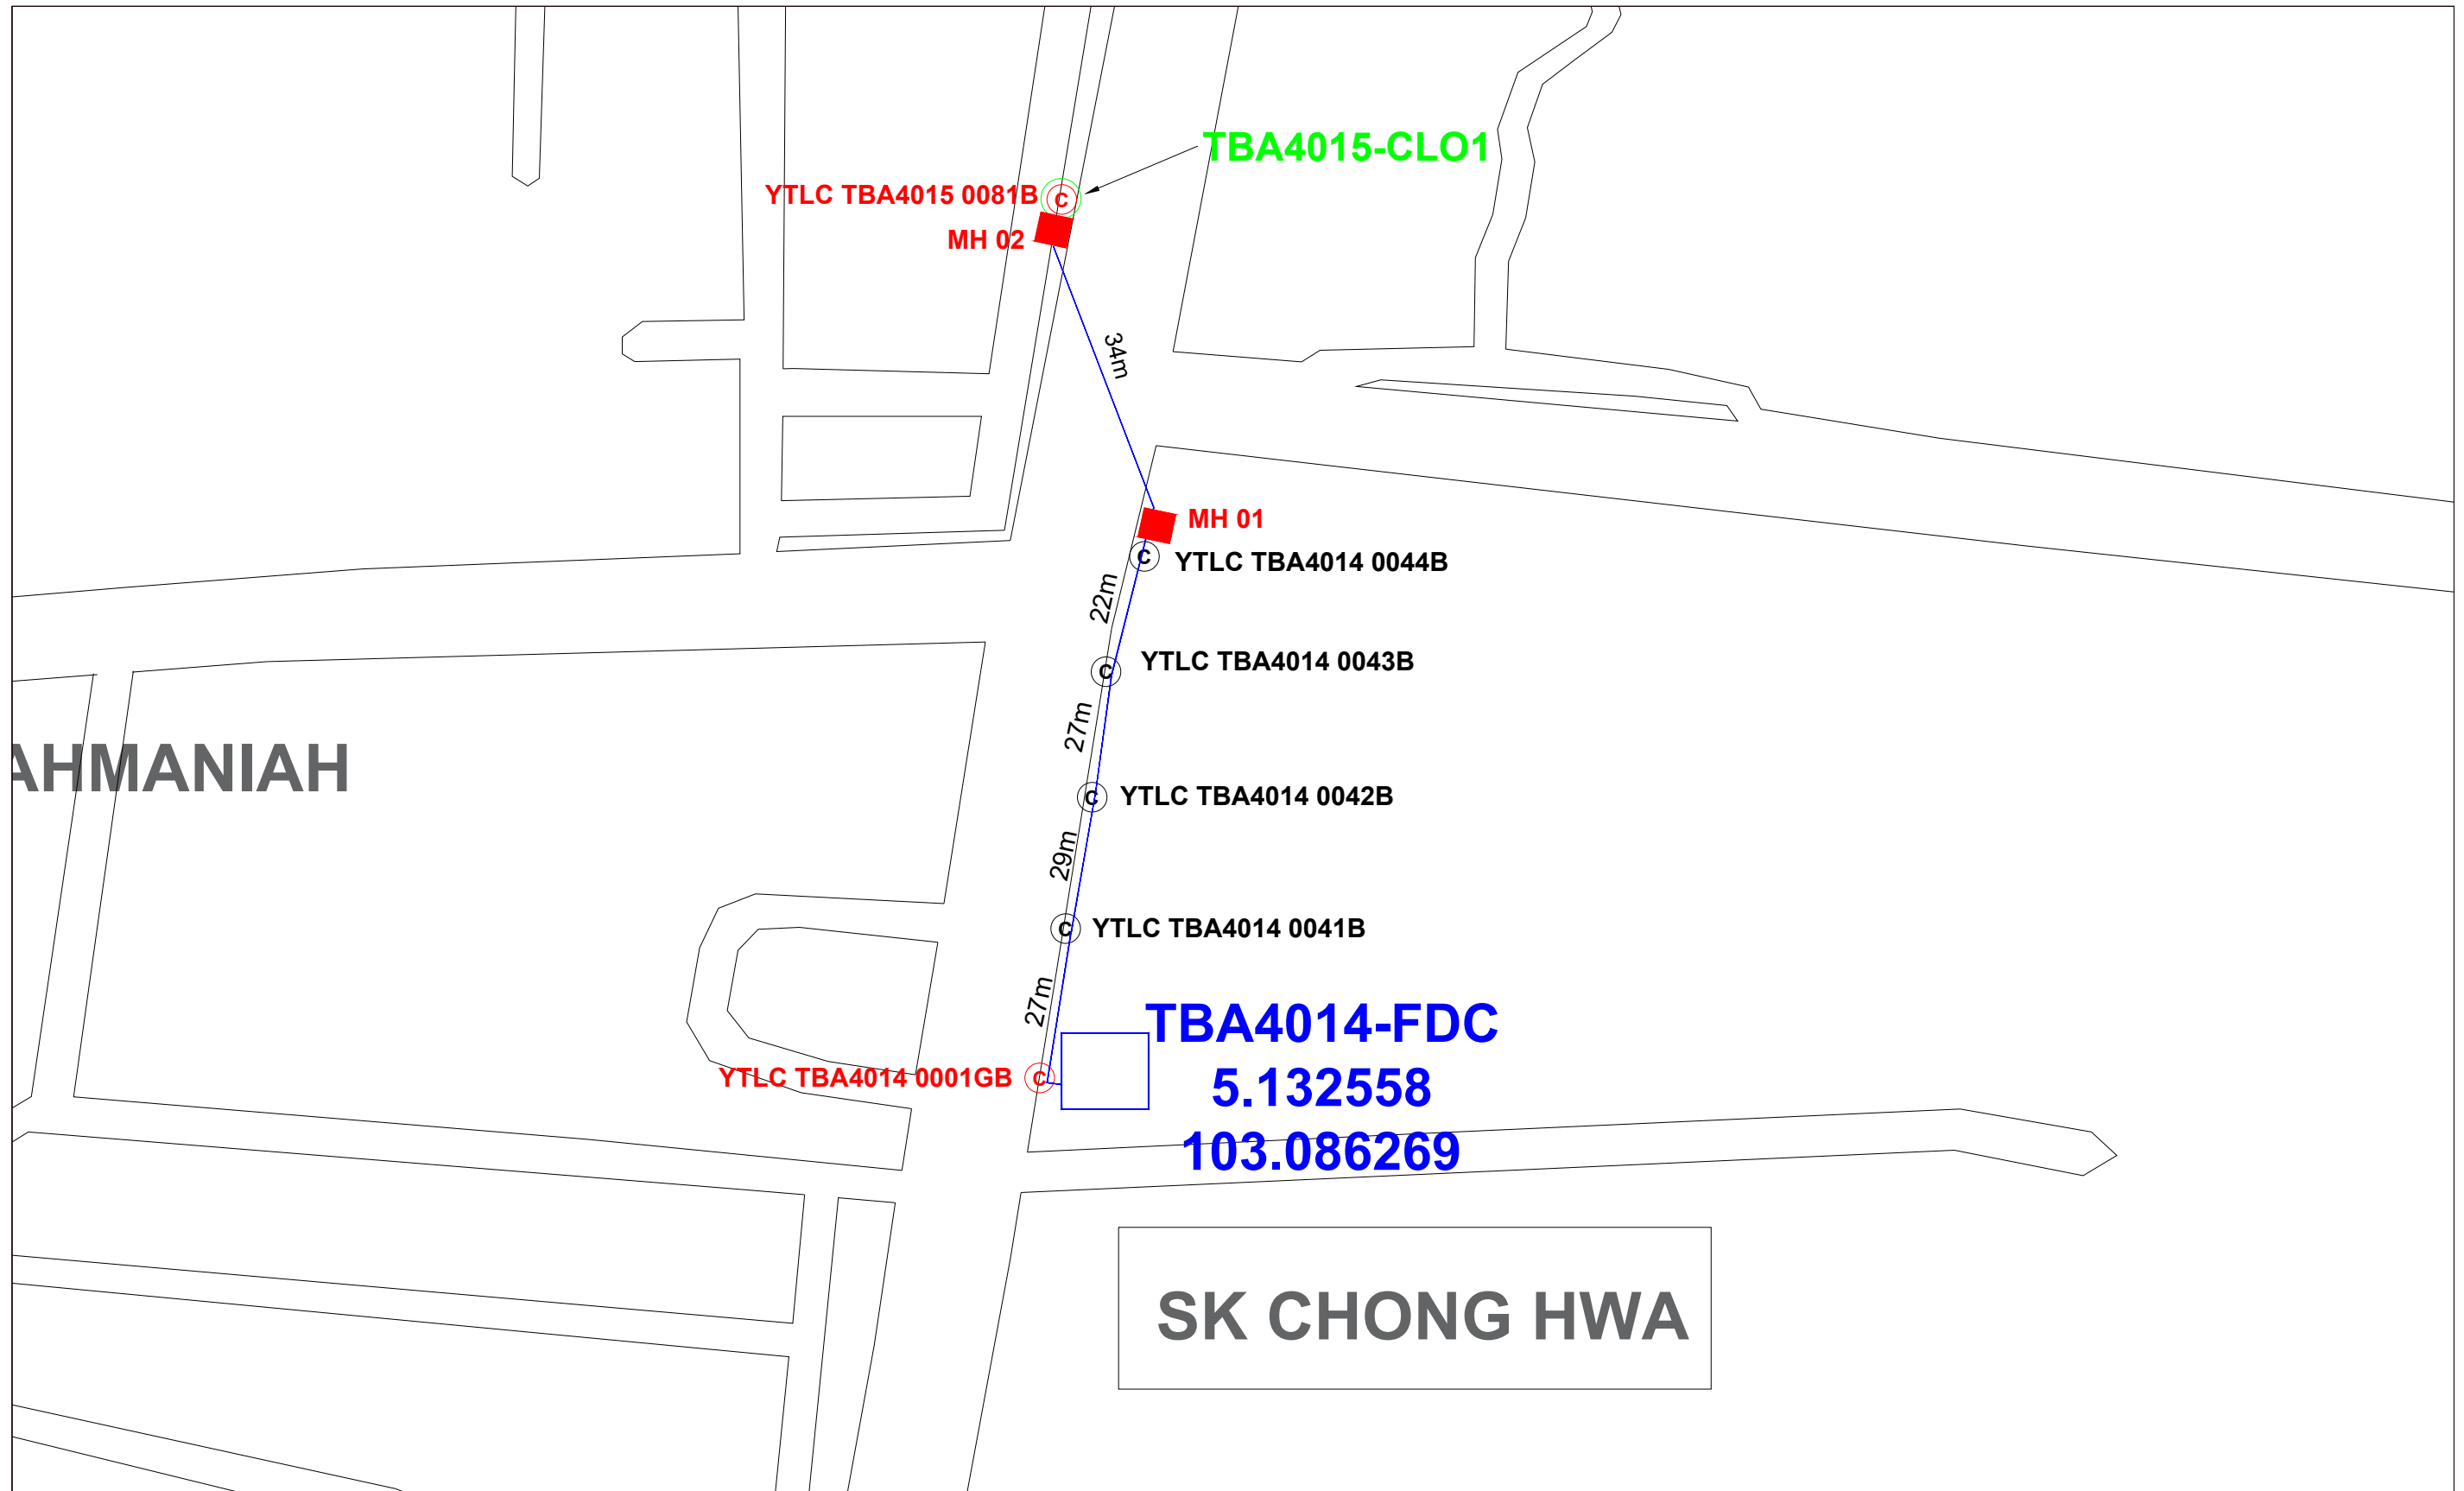 TBA4015-CLO1
YTLC TBA4015 0081B
C
MH 02
34m
MH 01
C
YTLC TBA4014 0044B
22m
C
YTLC TBA4014 0043B
27m
AHMANIAH
C
YTLC TBA4014 0042B
29m
C
YTLC TBA4014 0041B
27m
TBA4014-FDC
5.132558
103.086269
YTLC TBA4014 0001GB
C
SK CHONG HWA